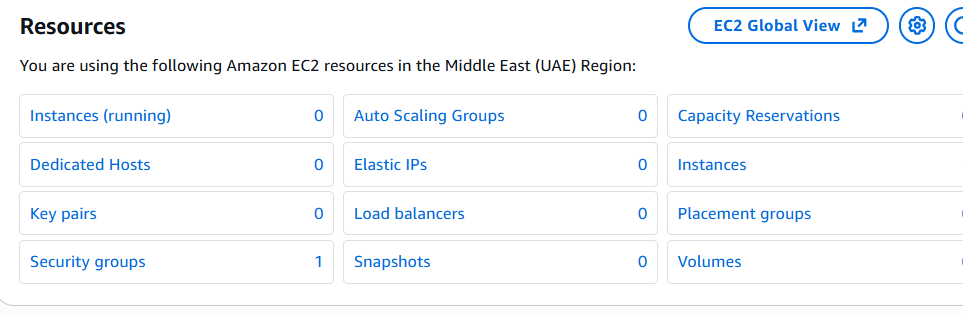 Resources
EC2 Global View
You are using the following Amazon EC2 resources in the Middle East (UAE) Region:
Instances (running) 0 Auto Scaling Groups 0 Capacity Reservations
Dedicated Hosts 0 Elastic IPs 0 Instances
Key pairs 0 Load balancers 0 Placement groups
Security groups 1 Snapshots 0 Volumes